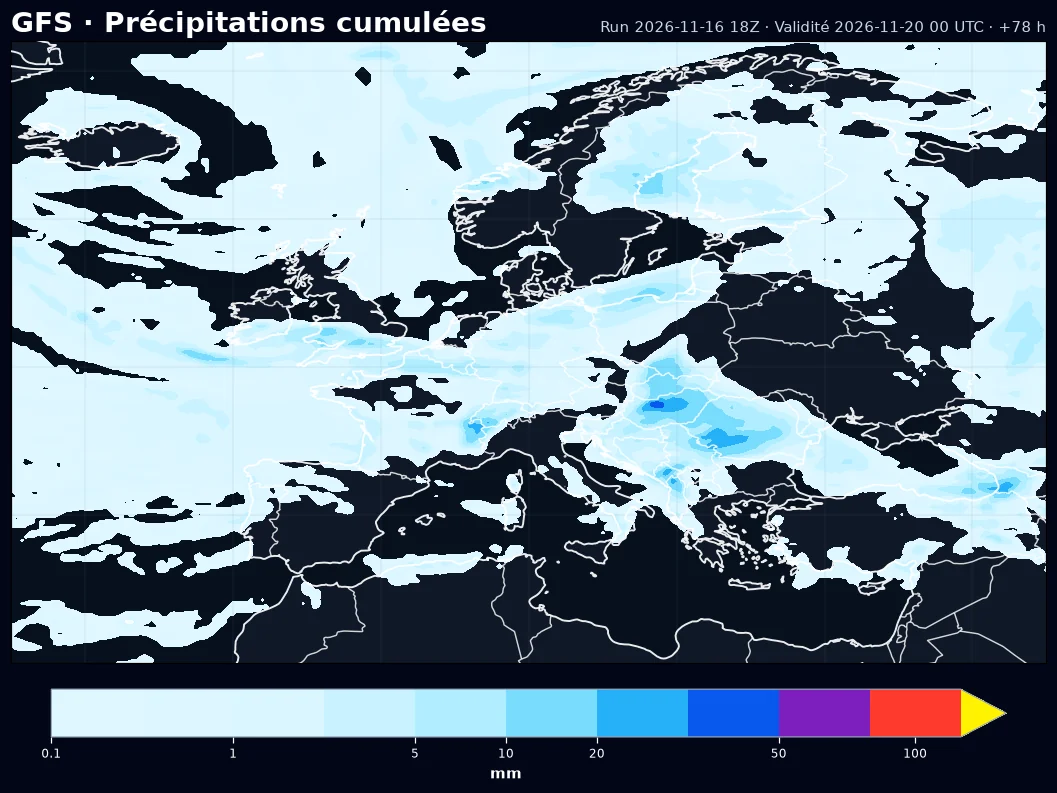 GFS · Précipitations cumulées
Run 2026-11-16 18Z · Validité 2026-11-20 00 UTC · +78 h
0.1 1 5 10 20 50 100
mm